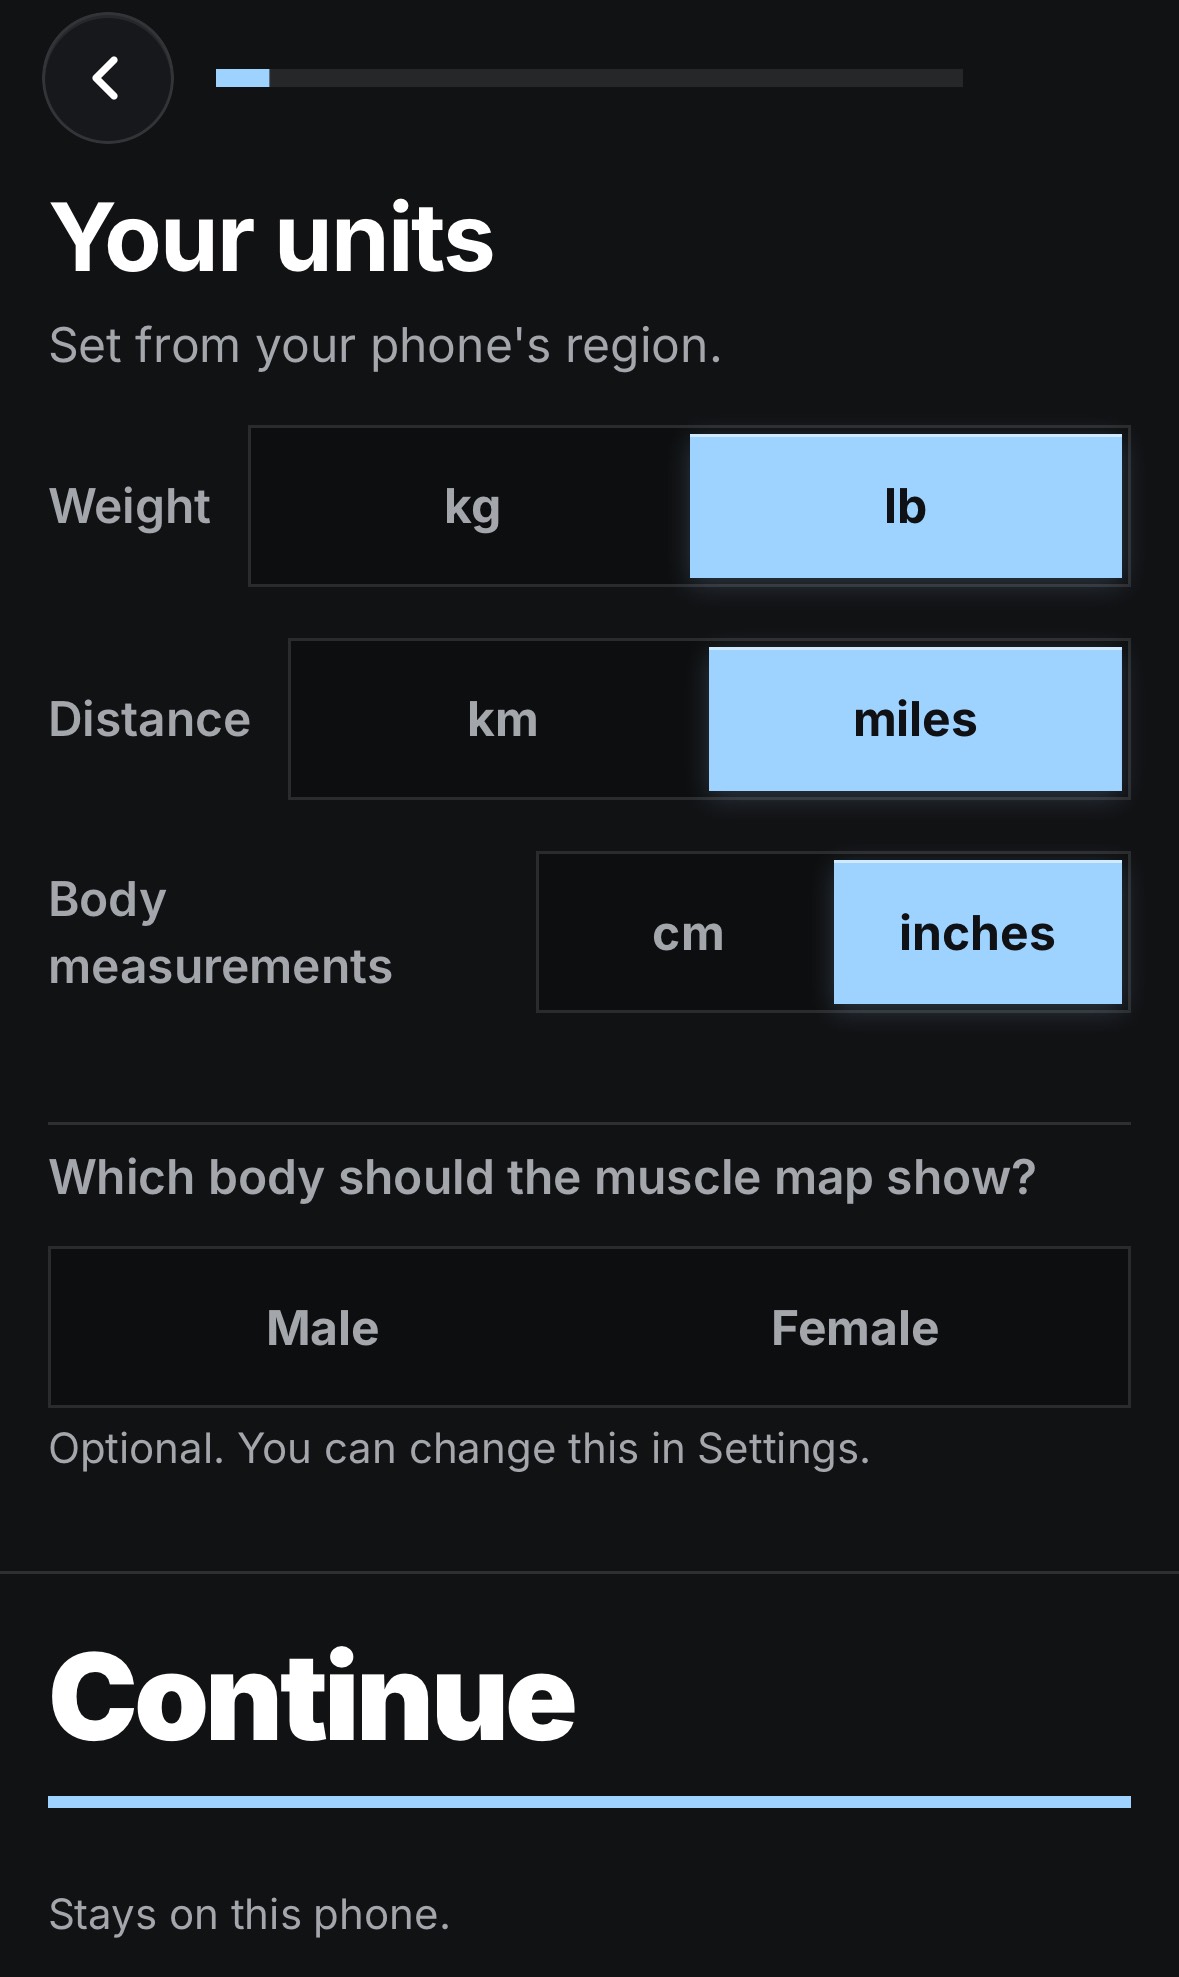 Your units
Set from your phone's region.
Weight
kg
lb
Distance
km
miles
Body
measurements
cm
inches
Which body should the muscle map show?
Male
Female
Optional. You can change this in Settings.
Continue
Stays on this phone.